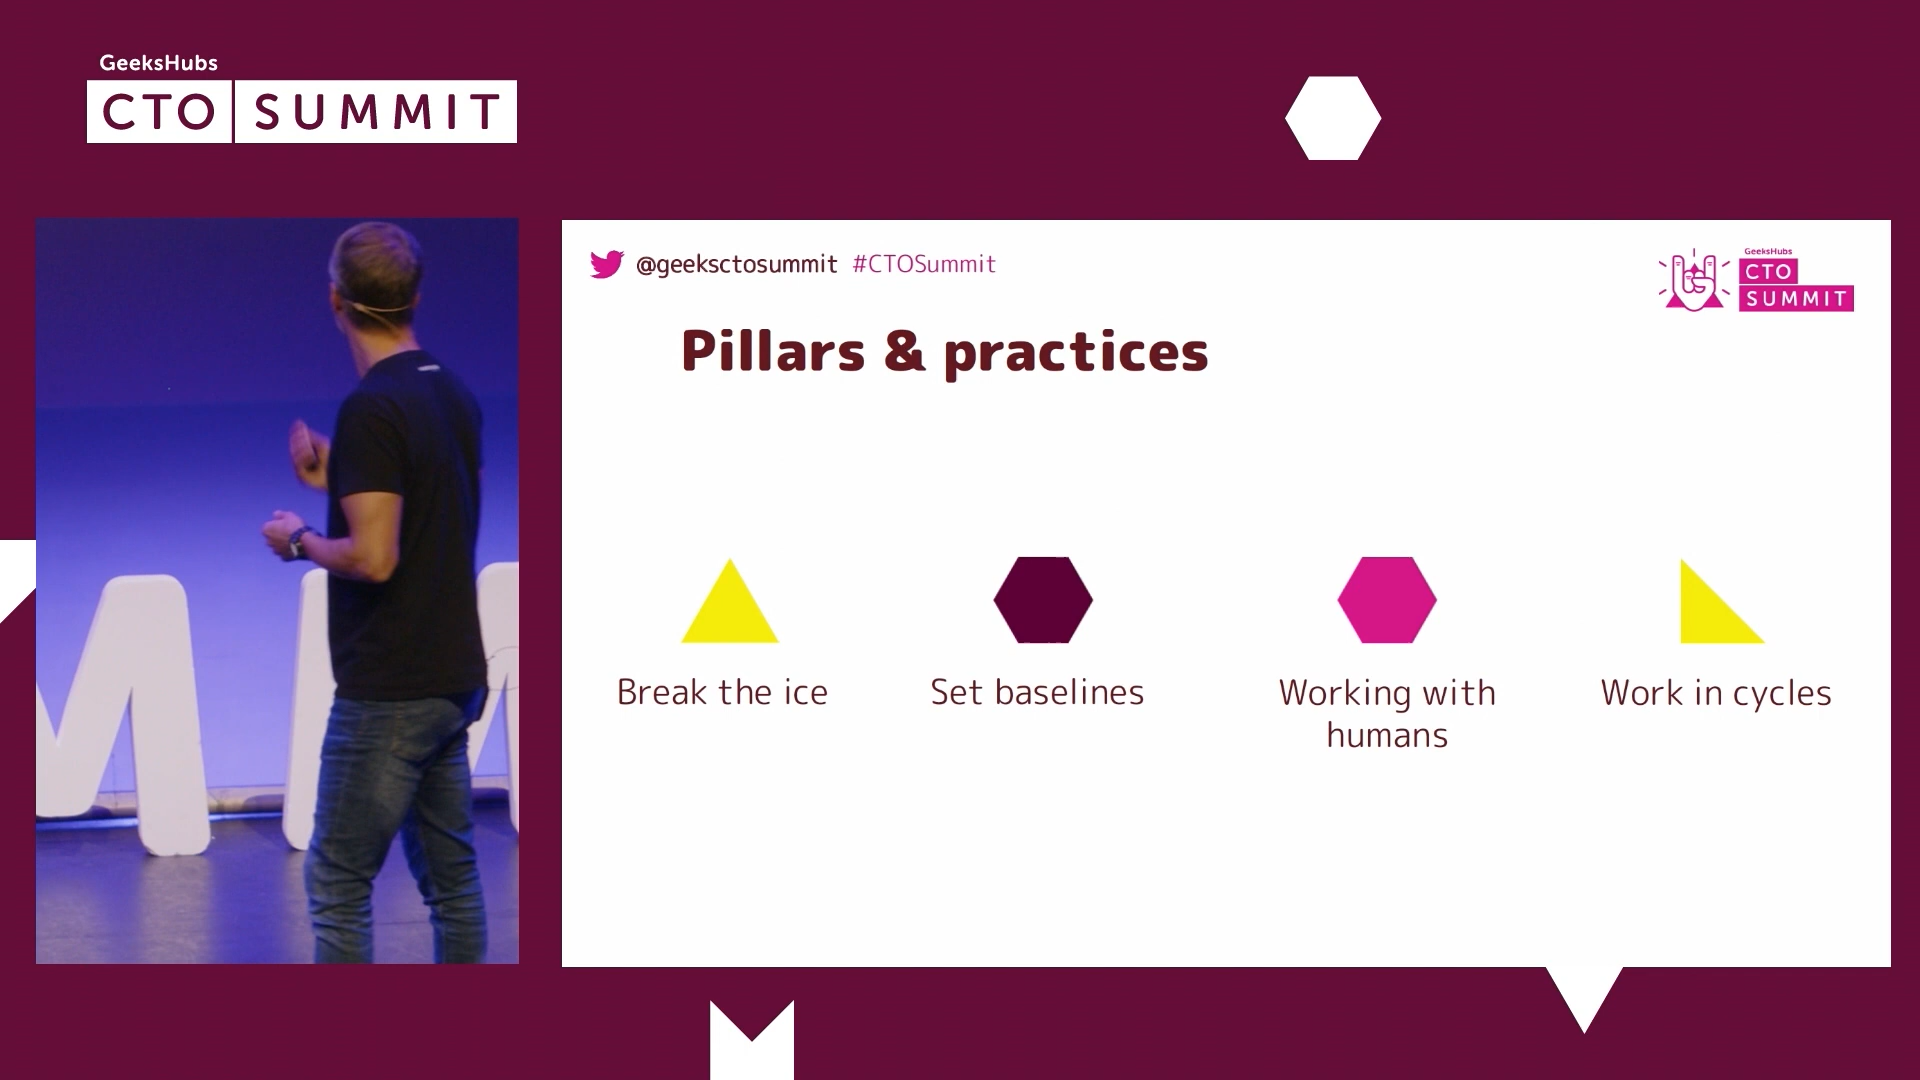 GeeksHubs
CTO SUMMIT
@geeksctosummit #CTOSummit
GeeksHubs
CTO
SUMMIT
Pillars & practices
Break the ice
Set baselines
Working with
humans
Work in cycles